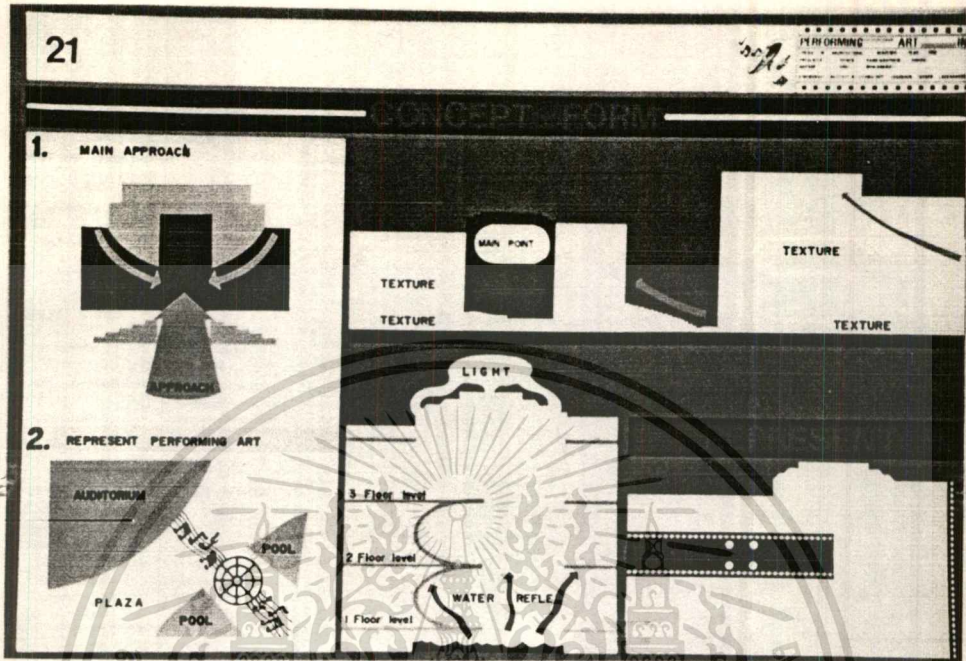 21
PERFORMING ART
CONCEPT FORM
1. MAIN APPROACH
APPROACH
MAIN POINT
TEXTURE
TEXTURE
TEXTURE
TEXTURE
2. REPRESENT PERFORMING ART
AUDITORIUM
POOL
PLAZA
POOL
LIGHT
3 Floor level
2 Floor level
WATER REFLE
1 Floor level